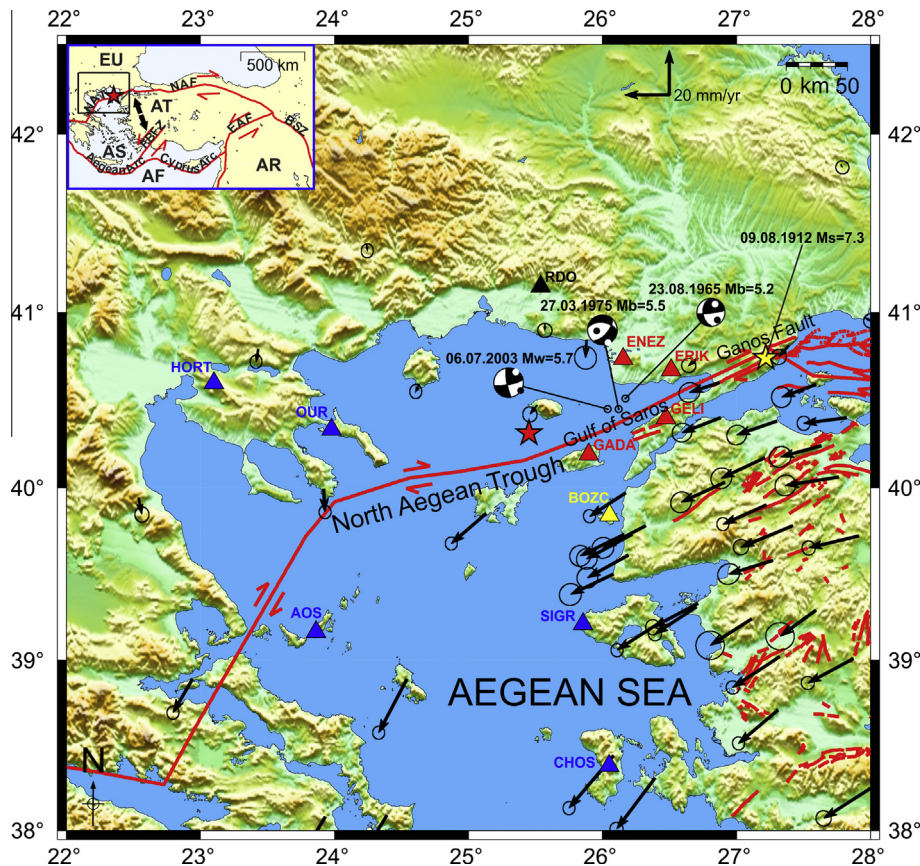 22° 23° 24° 25° 26° 27° 28°
EU
500 km
NAF
NAT
AT
FBFZ
EAF
BSZ
AS
Aegean Arc
Cyprus Arc
AF
AR
20 mm/yr
0 km 50
42° 42°
09.08.1912 Ms=7.3
RDO
23.08.1965 Mb=5.2
27.03.1975 Mb=5.5
41° 41°
ENEZ
Ganos Fault
06.07.2003 Mw=5.7
ERIK
HORT
OUR
GELI
Gulf of Saros
GADA
40° 40°
North Aegean Trough
BOZC
AOS
SIGR
39° 39°
AEGEAN SEA
N
CHOS
38° 38°
22° 23° 24° 25° 26° 27° 28°